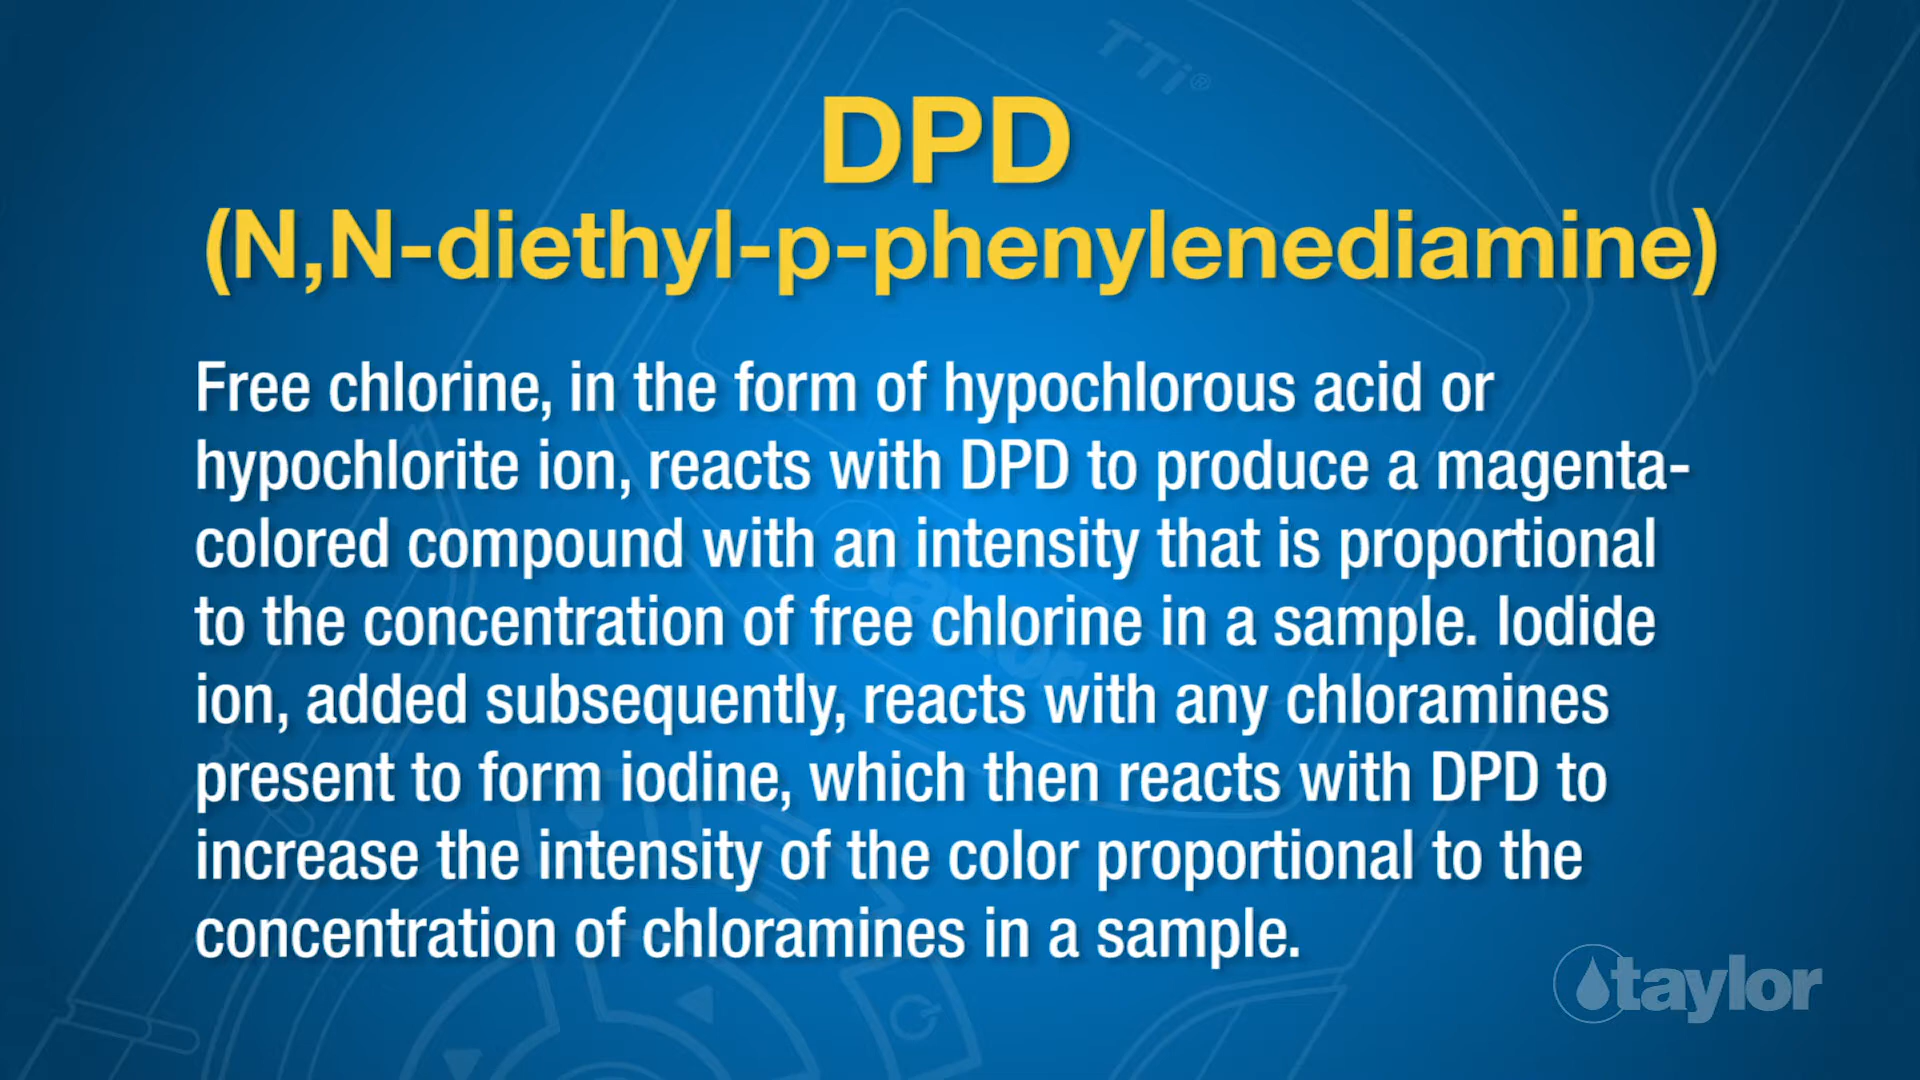 TTi®
DPD
(N,N-diethyl-p-phenylenediamine)
Free chlorine, in the form of hypochlorous acid or
hypochlorite ion, reacts with DPD to produce a magenta-
colored compound with an intensity that is proportional
to the concentration of free chlorine in a sample. Iodide
ion, added subsequently, reacts with any chloramines
present to form iodine, which then reacts with DPD to
increase the intensity of the color proportional to the
concentration of chloramines in a sample.
taylor